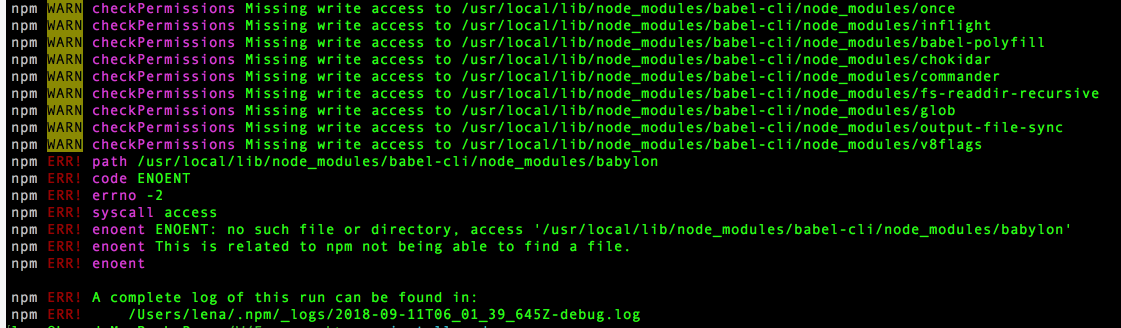 npm WARN checkPermissions Missing write access to /usr/local/lib/node_modules/babel-cli/node_modules/once
npm WARN checkPermissions Missing write access to /usr/local/lib/node_modules/babel-cli/node_modules/inflight
npm WARN checkPermissions Missing write access to /usr/local/lib/node_modules/babel-cli/node_modules/babel-polyfill
npm WARN checkPermissions Missing write access to /usr/local/lib/node_modules/babel-cli/node_modules/chokidar
npm WARN checkPermissions Missing write access to /usr/local/lib/node_modules/babel-cli/node_modules/commander
npm WARN checkPermissions Missing write access to /usr/local/lib/node_modules/babel-cli/node_modules/fs-readdir-recursive
npm WARN checkPermissions Missing write access to /usr/local/lib/node_modules/babel-cli/node_modules/glob
npm WARN checkPermissions Missing write access to /usr/local/lib/node_modules/babel-cli/node_modules/output-file-sync
npm WARN checkPermissions Missing write access to /usr/local/lib/node_modules/babel-cli/node_modules/v8flags
npm ERR! path /usr/local/lib/node_modules/babel-cli/node_modules/babylon
npm ERR! code ENOENT
npm ERR! errno -2
npm ERR! syscall access
npm ERR! enoent ENOENT: no such file or directory, access '/usr/local/lib/node_modules/babel-cli/node_modules/babylon'
npm ERR! enoent This is related to npm not being able to find a file.
npm ERR! enoent
npm ERR! A complete log of this run can be found in:
npm ERR!     /Users/lena/.npm/_logs/2018-09-11T06_01_39_645Z-debug.log